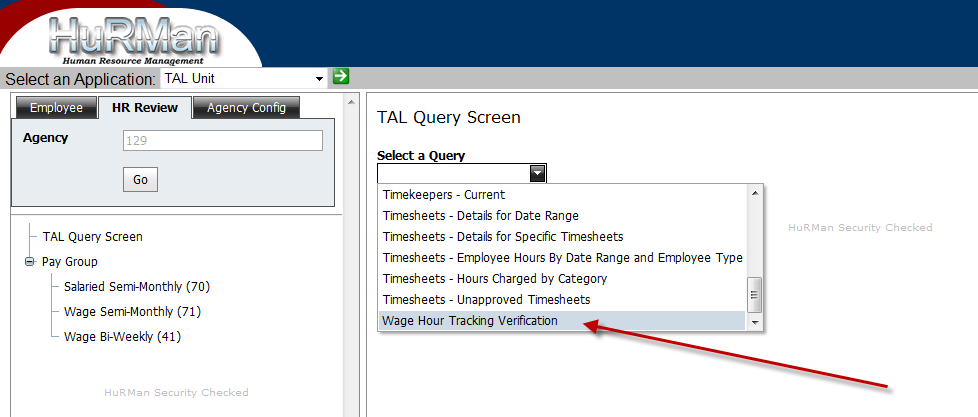 HuRMan
Human Resource Management
Select an Application: TAL Unit
Employee HR Review Agency Config
Agency 129
Go
TAL Query Screen
Pay Group
Salaried Semi-Monthly (70)
Wage Semi-Monthly (71)
Wage Bi-Weekly (41)
HuRMan Security Checked
TAL Query Screen
Select a Query
Timekeepers - Current
Timesheets - Details for Date Range
Timesheets - Details for Specific Timesheets
Timesheets - Employee Hours By Date Range and Employee Type
Timesheets - Hours Charged by Category
Timesheets - Unapproved Timesheets
Wage Hour Tracking Verification
HuRMan Security Checked